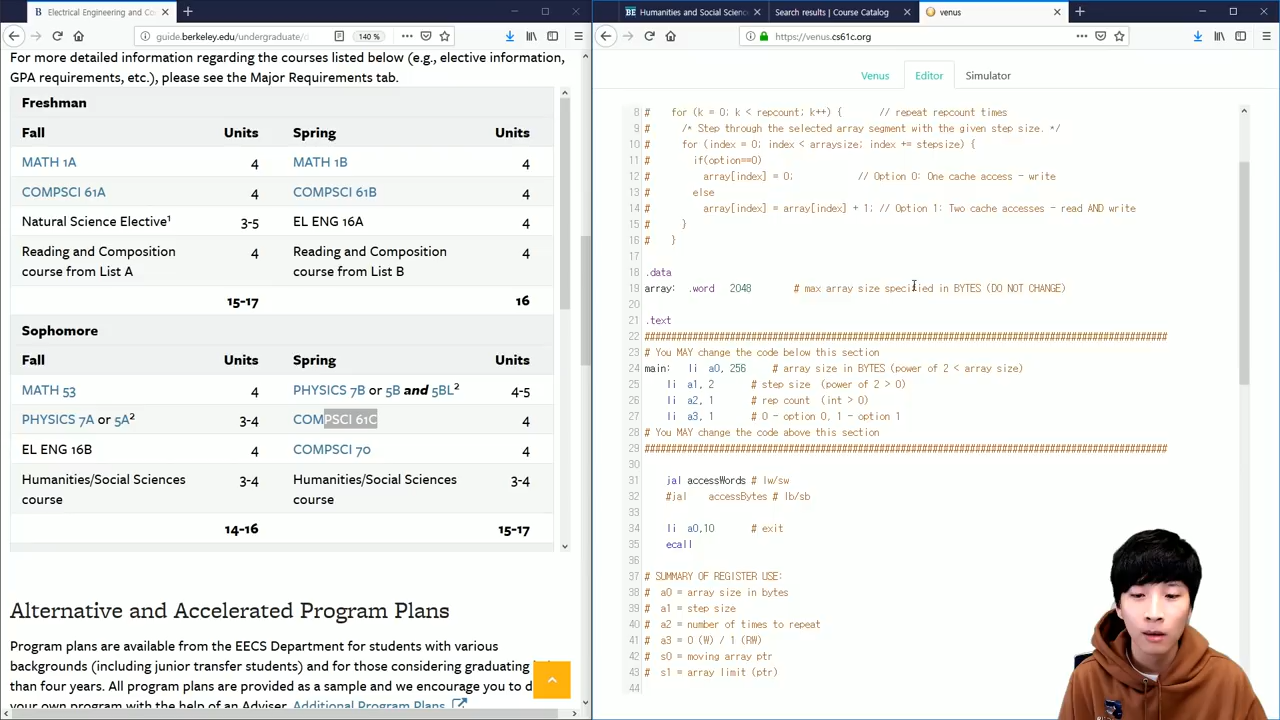 Electrical Engineering and Co
guide.berkeley.edu/undergraduate/d
140 %
For more detailed information regarding the courses listed below (e.g., elective information,
GPA requirements, etc.), please see the Major Requirements tab.
Freshman
Fall Units Spring Units
MATH 1A 4 MATH 1B 4
COMPSCI 61A 4 COMPSCI 61B 4
Natural Science Elective1 3-5 EL ENG 16A 4
Reading and Composition course from List A 4 Reading and Composition course from List B 4
15-17 16
Sophomore
Fall Units Spring Units
MATH 53 4 PHYSICS 7B or 5B and 5BL2 4-5
PHYSICS 7A or 5A2 3-4 COMPSCI 61C 4
EL ENG 16B 4 COMPSCI 70 4
Humanities/Social Sciences course 3-4 Humanities/Social Sciences course 3-4
14-16 15-17
Alternative and Accelerated Program Plans
Program plans are available from the EECS Department for students with various
backgrounds (including junior transfer students) and for those considering graduating
than four years. All program plans are provided as a sample and we encourage you to d
your own program with the help of an Adviser. Additional Program Plans
BE Humanities and Social Scienc
Search results | Course Catalog
venus
https://venus.cs61c.org
Venus Editor Simulator
8 # for (k = 0; k < repcount; k++) { // repeat repcount times
9 # /* Step through the selected array segment with the given step size. */
10 # for (index = 0; index < arraysize; index += stepsize) {
11 # if(option==0)
12 # array[index] = 0; // Option 0: One cache access - write
13 # else
14 # array[index] = array[index] + 1; // Option 1: Two cache accesses - read AND write
15 # }
16 # }
17
18 .data
19 array: .word 2048 # max array size specified in BYTES (DO NOT CHANGE)
20
21 .text
22 ##################################################################################################
23 # You MAY change the code below this section
24 main: li a0, 256 # array size in BYTES (power of 2 < array size)
25 li a1, 2 # step size (power of 2 > 0)
26 li a2, 1 # rep count (int > 0)
27 li a3, 1 # 0 - option 0, 1 - option 1
28 # You MAY change the code above this section
29 ##################################################################################################
30
31 jal accessWords # lw/sw
32 #jal accessBytes # lb/sb
33
34 li a0,10 # exit
35 ecall
36
37 # SUMMARY OF REGISTER USE:
38 # a0 = array size in bytes
39 # a1 = step size
40 # a2 = number of times to repeat
41 # a3 = 0 (W) / 1 (RW)
42 # s0 = moving array ptr
43 # s1 = array limit (ptr)
44